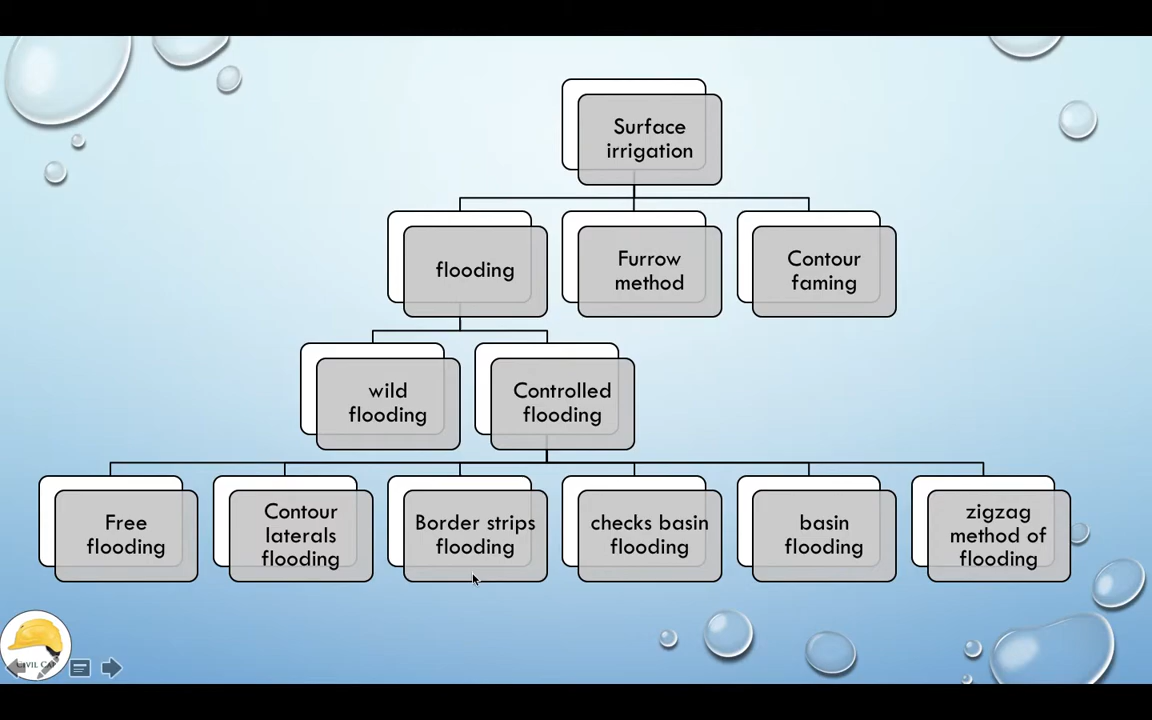 Surface
irrigation
flooding
Furrow
method
Contour
faming
wild
flooding
Controlled
flooding
Free
flooding
Contour
laterals
flooding
Border strips
flooding
checks basin
flooding
basin
flooding
zigzag
method of
flooding
CIVIL